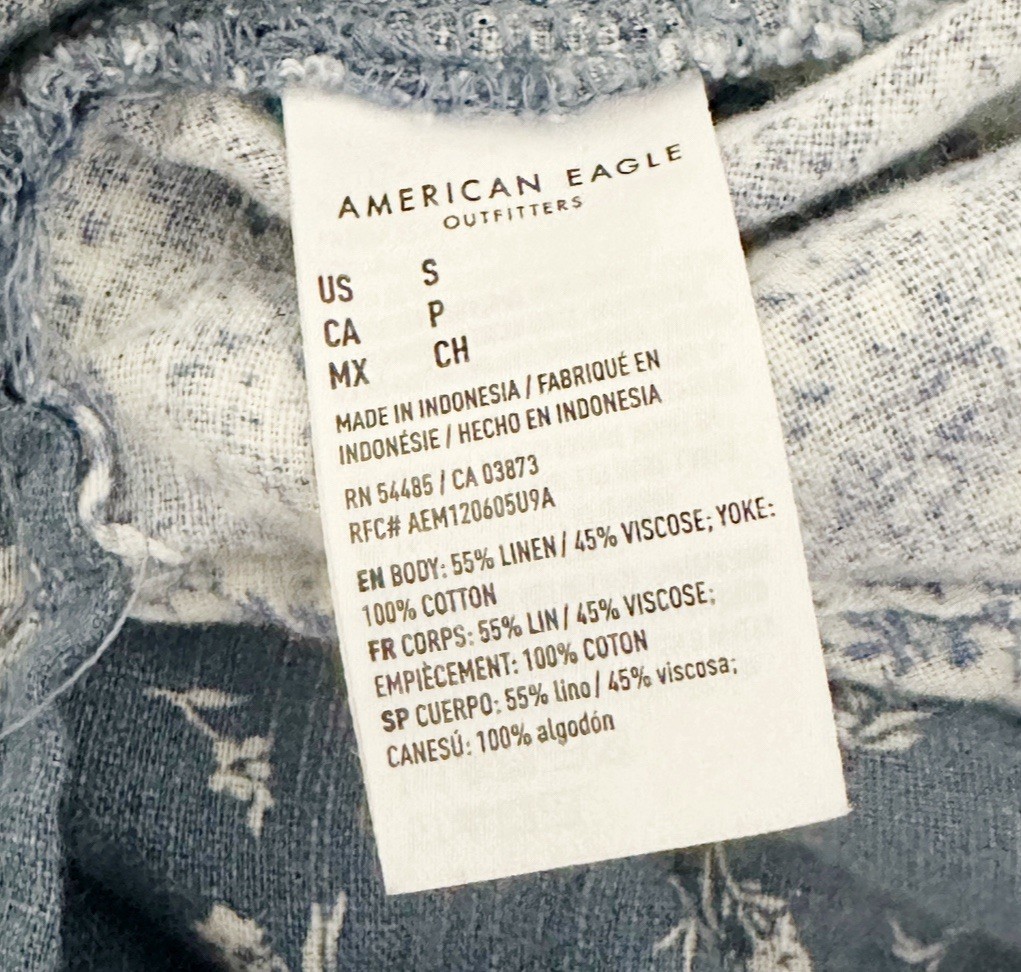 AMERICAN EAGLE
OUTFITTERS
US S
CA P
MX CH
MADE IN INDONESIA / FABRIQUÉ EN
INDONÉSIE / HECHO EN INDONESIA
RN 54485 / CA 03873
RFC# AEM120605U9A
EN BODY: 55% LINEN / 45% VISCOSE; YOKE:
100% COTTON
FR CORPS: 55% LIN / 45% VISCOSE;
EMPIÈCEMENT: 100% COTON
SP CUERPO: 55% lino / 45% viscosa;
CANESÚ: 100% algodón